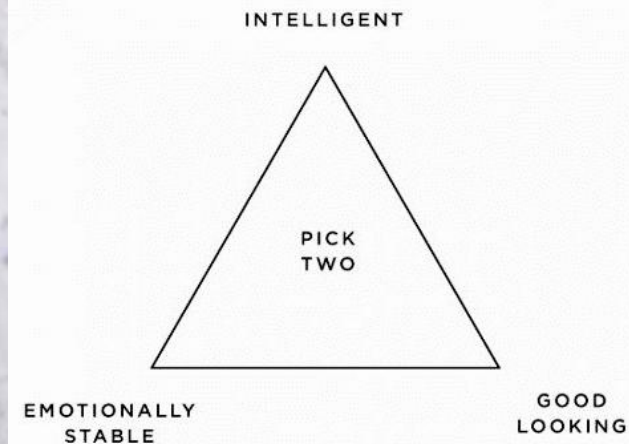 INTELLIGENT
PICK
TWO
EMOTIONALLY
STABLE
GOOD
LOOKING